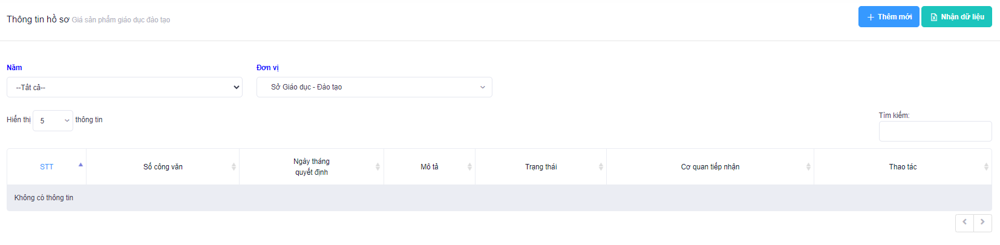 Thông tin hồ sơ Giá sản phẩm giáo dục đào tạo
Thêm mới
Nhận dữ liệu
Năm
Đơn vị
--Tất cả--
Sở Giáo dục - Đào tạo
Hiển thị 5 thông tin
Tìm kiếm:
STT
Số công văn
Ngày tháng
quyết định
Mô tả
Trạng thái
Cơ quan tiếp nhận
Thao tác
Không có thông tin